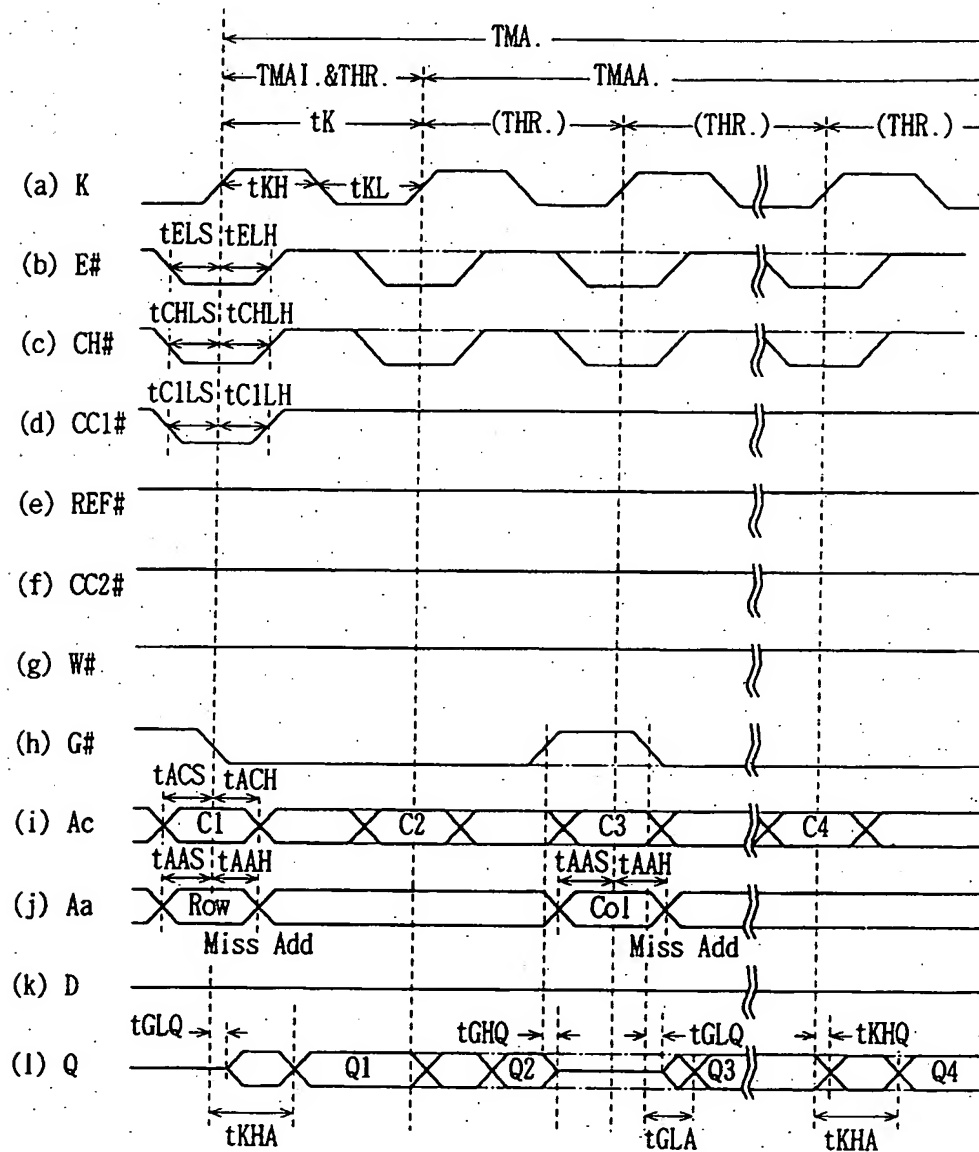 TMA.
TMAI.&THR. TMAA.
tK (THR.) (THR.) (THR.)
(a) K tKH tKL
tELS tELH
(b) E#
tCHLS tCHLH
(c) CH#
tC1LS tC1LH
(d) CC1#
(e) REF#
(f) CC2#
(g) W#
(h) G#
tACS tACH
(i) Ac C1 C2 C3 C4
tAAS tAAH tAAS tAAH
(j) Aa Row Col
Miss Add Miss Add
(k) D
tGLQ tGHQ tGLQ tKHQ
(l) Q Q1 Q2 Q3 Q4
tKHA tGLA tKHA